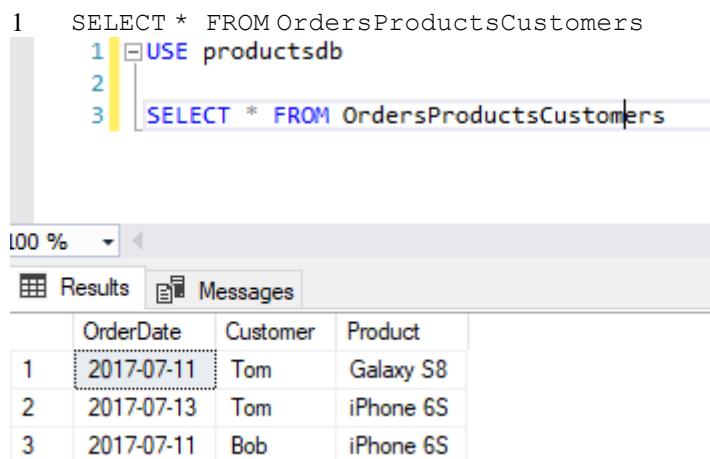 1 SELECT * FROM OrdersProductsCustomers
1 USE productsdb
2
3 SELECT * FROM OrdersProductsCustomers
100 %
Results Messages
OrderDate Customer Product
1 2017-07-11 Tom Galaxy S8
2 2017-07-13 Tom iPhone 6S
3 2017-07-11 Bob iPhone 6S